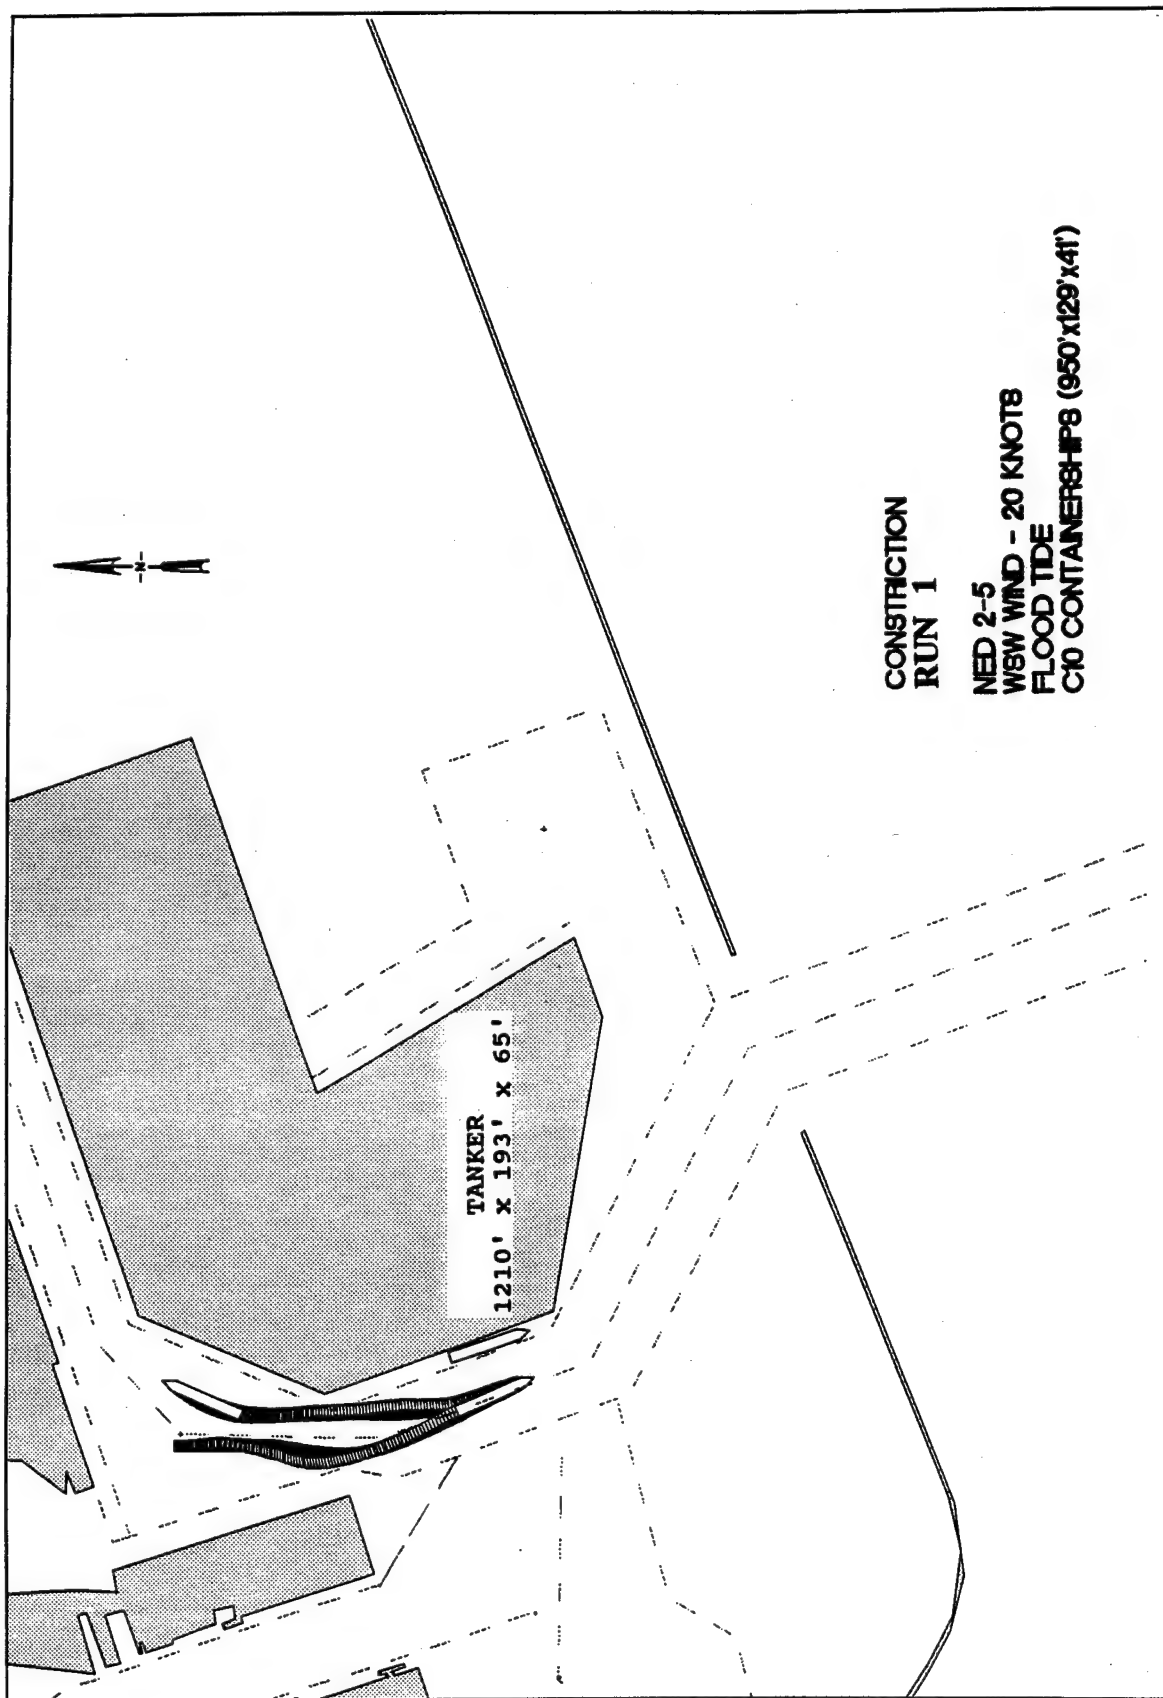 N
TANKER
1210' x 193' x 65'
CONSTRICTION
RUN 1
NED 2-5
WSW WIND - 20 KNOTS
FLOOD TIDE
C10 CONTAINERSHIPS (950'x129'x41')